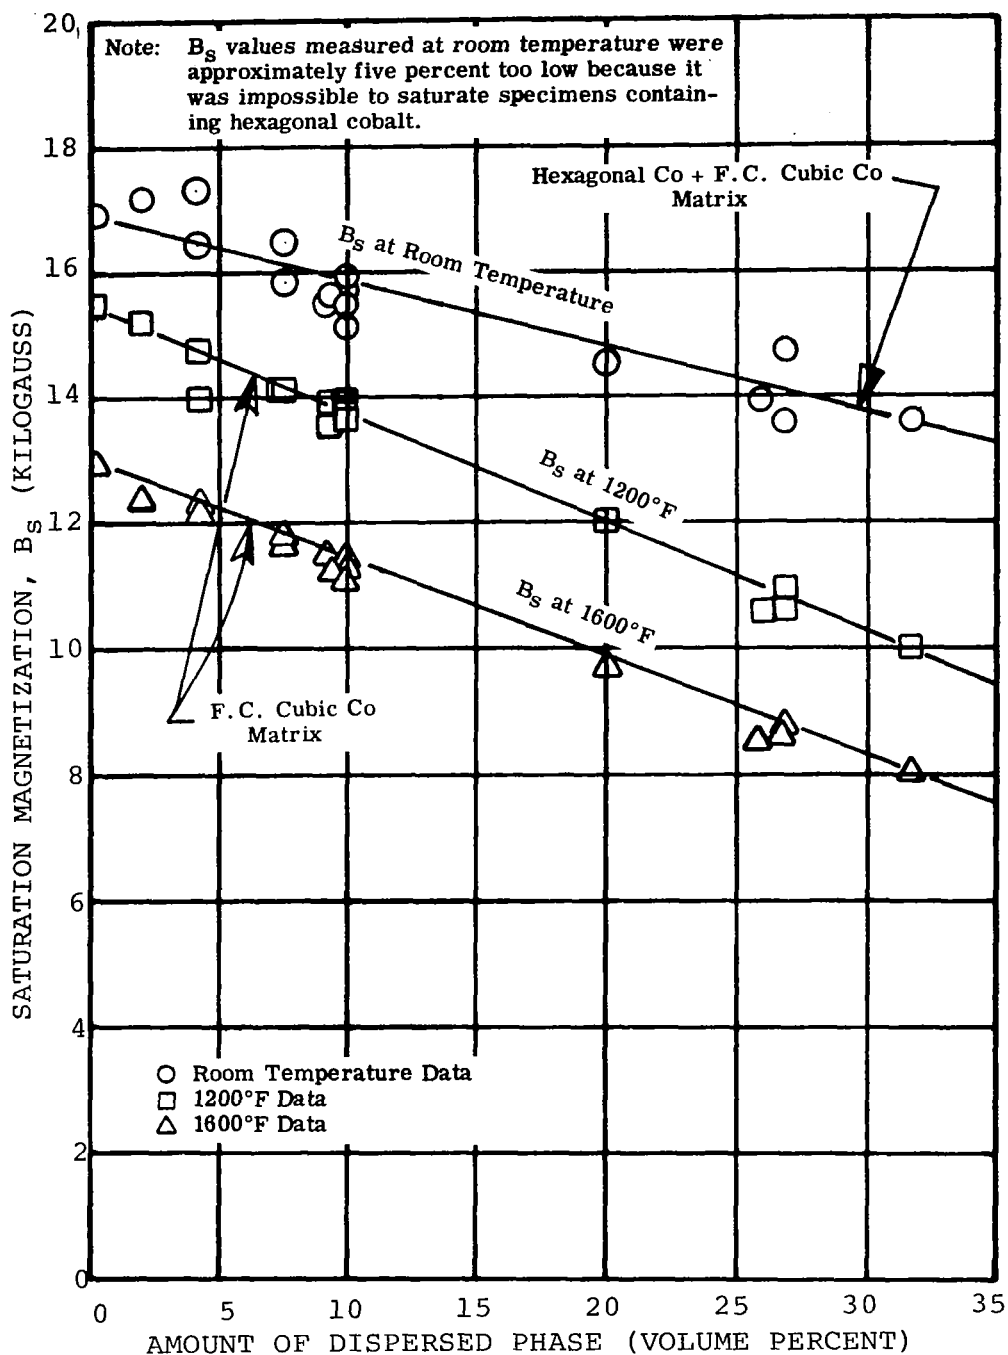 20
Note: Bs values measured at room temperature were
approximately five percent too low because it
was impossible to saturate specimens contain-
ing hexagonal cobalt.
18
Hexagonal Co + F.C. Cubic Co
Matrix
Bs at Room Temperature
16
14
Bs at 1200°F
12
Bs at 1600°F
10
F.C. Cubic Co
Matrix
8
6
4
Room Temperature Data
1200°F Data
1600°F Data
2
0
SATURATION MAGNETIZATION, BS (KILOGAUSS)
0 5 10 15 20 25 30 35
AMOUNT OF DISPERSED PHASE (VOLUME PERCENT)